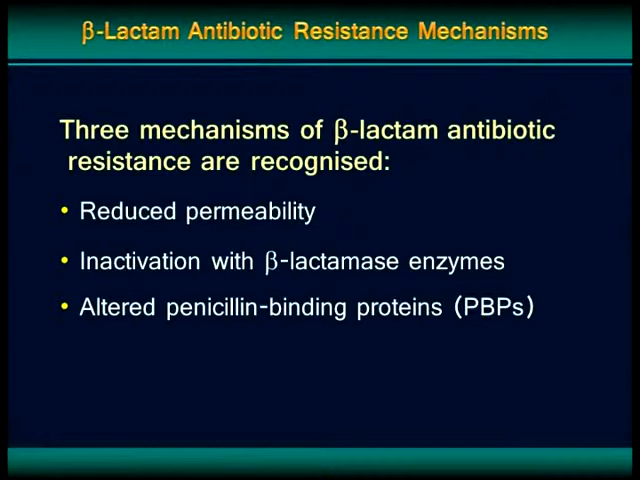 β-Lactam Antibiotic Resistance Mechanisms
Three mechanisms of β-lactam antibiotic
resistance are recognised:
• Reduced permeability
• Inactivation with β-lactamase enzymes
• Altered penicillin-binding proteins (PBPs)